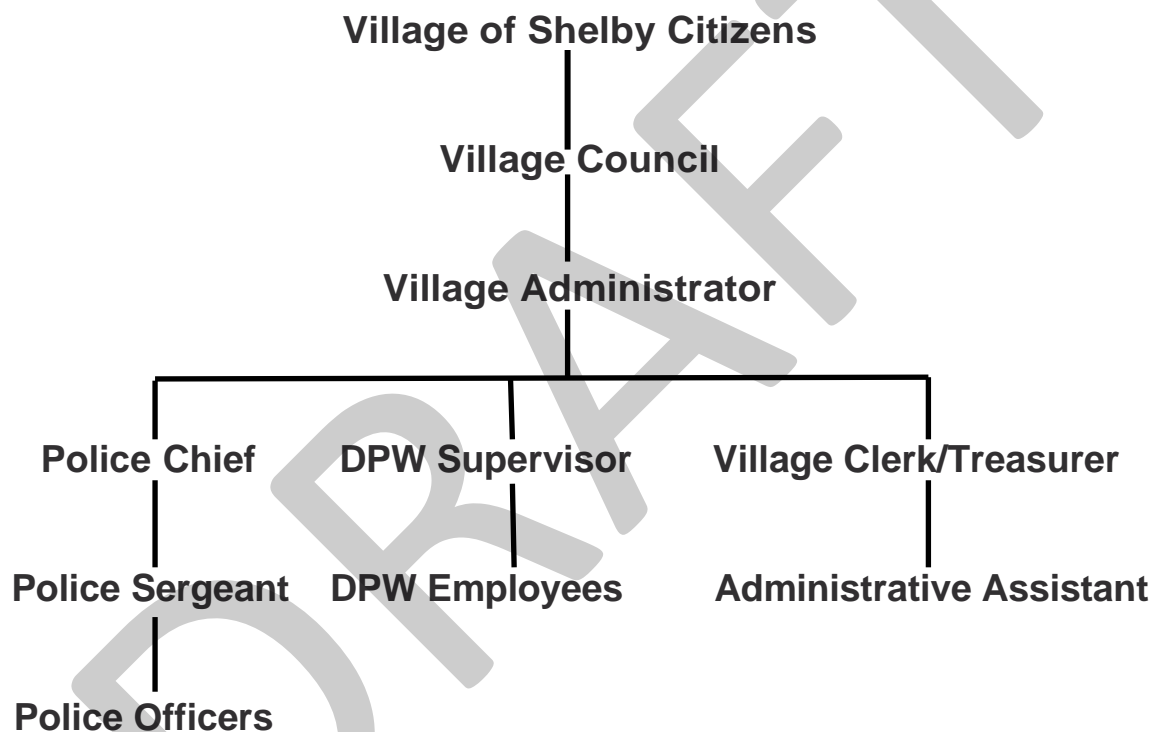 Village of Shelby Citizens
Village Council
Village Administrator
Police Chief
DPW Supervisor
Village Clerk/Treasurer
Police Sergeant
DPW Employees
Administrative Assistant
Police Officers
DRAFT